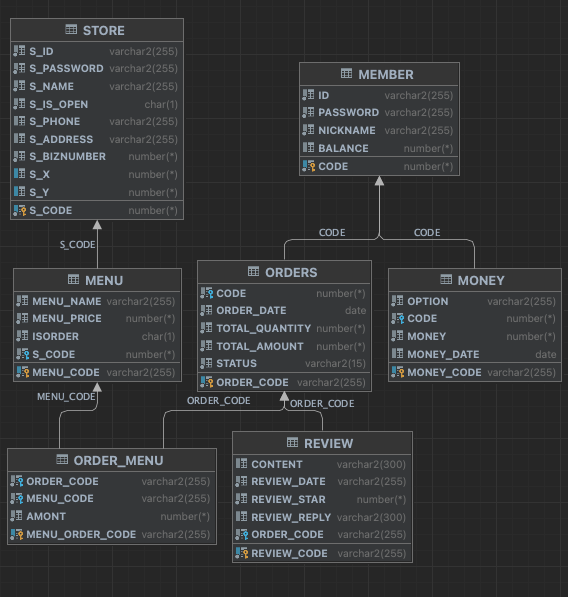 STORE
S_ID varchar2(255)
S_PASSWORD varchar2(255)
S_NAME varchar2(255)
S_IS_OPEN char(1)
S_PHONE varchar2(255)
S_ADDRESS varchar2(255)
S_BIZNUMBER number(*)
S_X number(*)
S_Y number(*)
S_CODE number(*)
MEMBER
ID varchar2(255)
PASSWORD varchar2(255)
NICKNAME varchar2(255)
BALANCE number(*)
CODE number(*)
S_CODE
CODE
CODE
MENU
MENU_NAME varchar2(255)
MENU_PRICE number(*)
ISORDER char(1)
S_CODE number(*)
MENU_CODE varchar2(255)
ORDERS
CODE number(*)
ORDER_DATE date
TOTAL_QUANTITY number(*)
TOTAL_AMOUNT number(*)
STATUS varchar2(15)
ORDER_CODE varchar2(255)
MONEY
OPTION varchar2(255)
CODE number(*)
MONEY number(*)
MONEY_DATE date
MONEY_CODE varchar2(255)
MENU_CODE
ORDER_CODE
ORDER_CODE
ORDER_MENU
ORDER_CODE varchar2(255)
MENU_CODE varchar2(255)
AMONT number(*)
MENU_ORDER_CODE varchar2(255)
REVIEW
CONTENT varchar2(300)
REVIEW_DATE varchar2(255)
REVIEW_STAR number(*)
REVIEW_REPLY varchar2(300)
ORDER_CODE varchar2(255)
REVIEW_CODE varchar2(255)